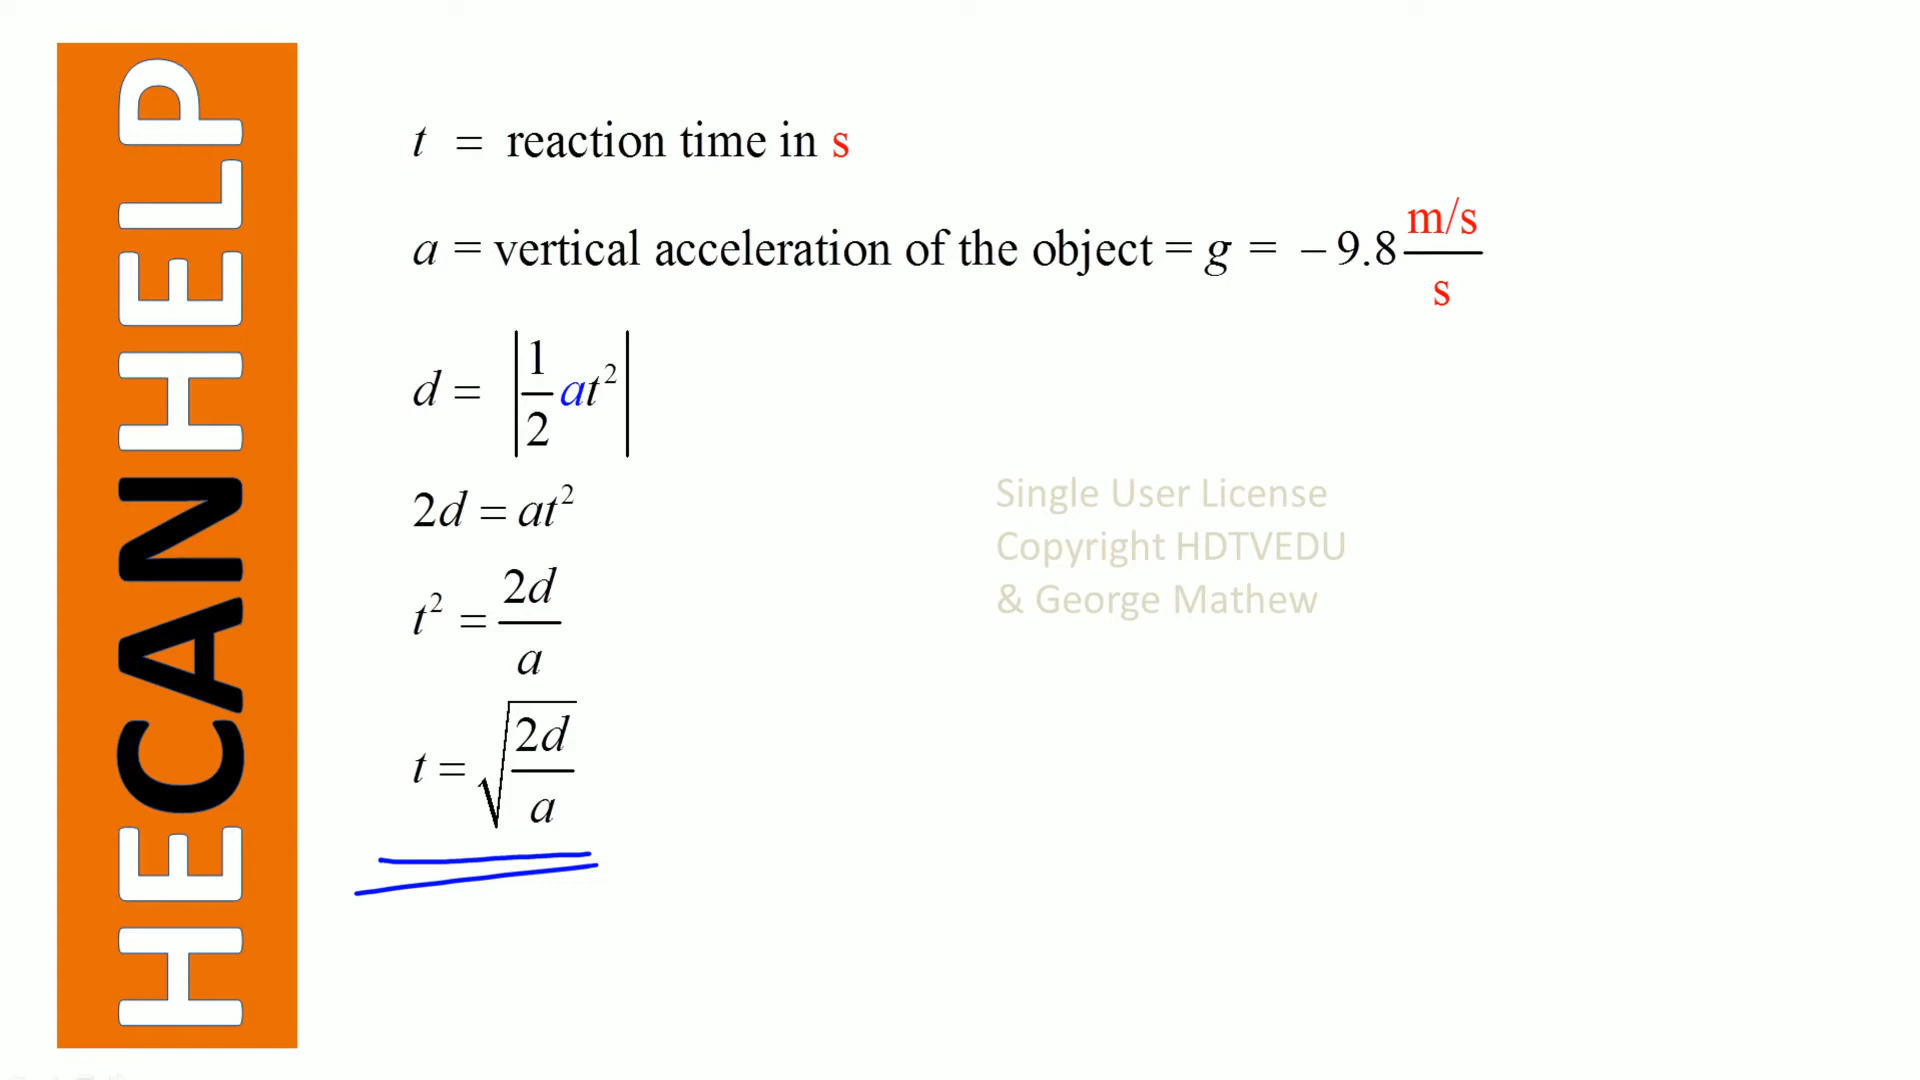 HECANHELP
t = reaction time in s
a = vertical acceleration of the object = g = −9.8 m/s / s
d = |1/2 at²|
2d = at²
t² = 2d/a
t = √(2d/a)
Single User License
Copyright HDTVEDU
& George Mathew